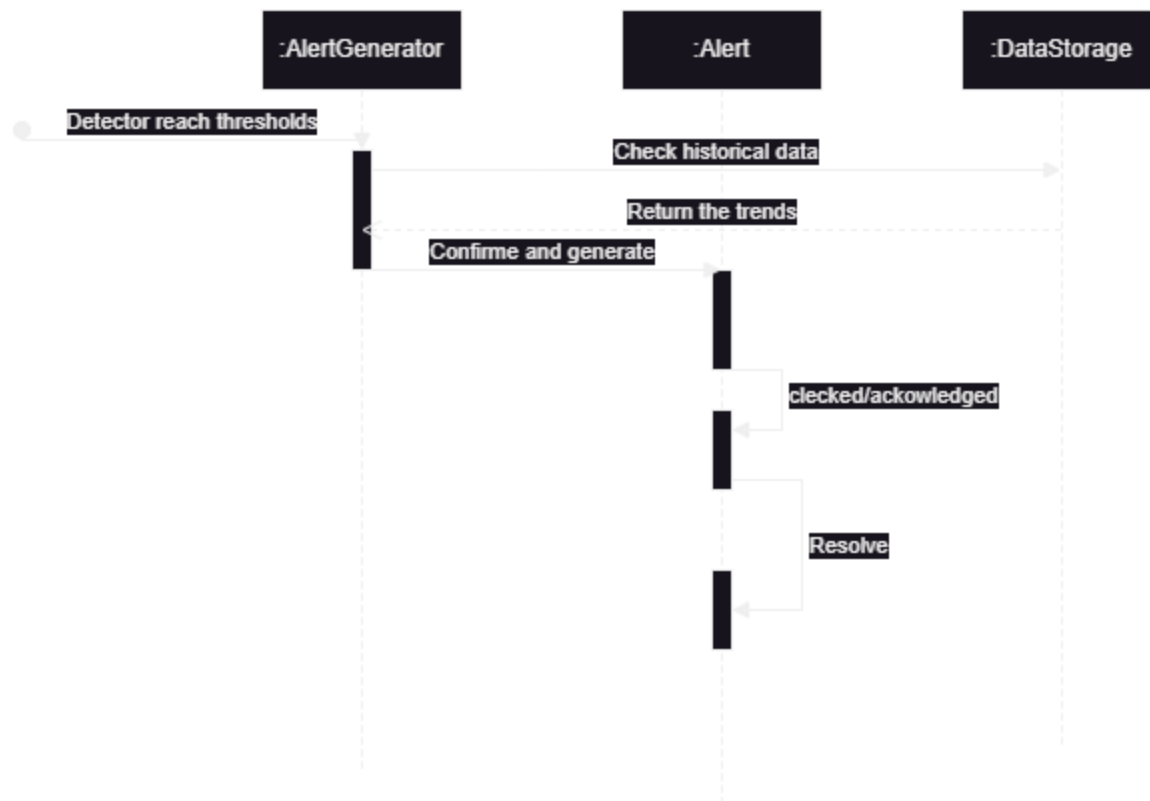 :AlertGenerator
:Alert
:DataStorage
Detector reach thresholds
Check historical data
Return the trends
Confirme and generate
clecked/ackowledged
Resolve